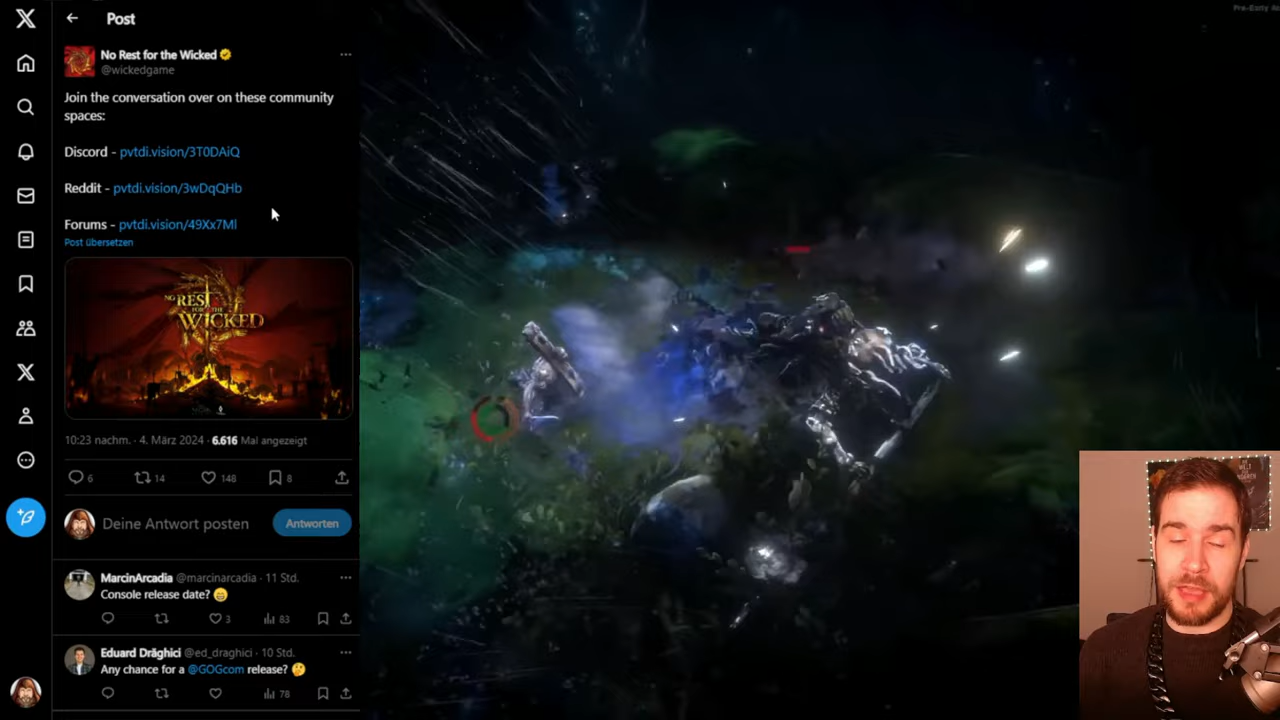 Post
Pre-Early Ac
No Rest for the Wicked
@wickedgame
Join the conversation over on these community
spaces:
Discord - pvtdi.vision/3T0DAiQ
Reddit - pvtdi.vision/3wDqQHb
Forums - pvtdi.vision/49Xx7Ml
Post übersetzen
NO REST
FOR THE
WICKED
10:23 nachm. · 4. März 2024 · 6.616 Mal angezeigt
6 14 148 8
Deine Antwort posten
Antworten
MarcinArcadia @marcinarcadia · 11 Std.
Console release date?
3 83
Eduard Drăghici @ed_draghici · 10 Std.
Any chance for a @GOGcom release?
78